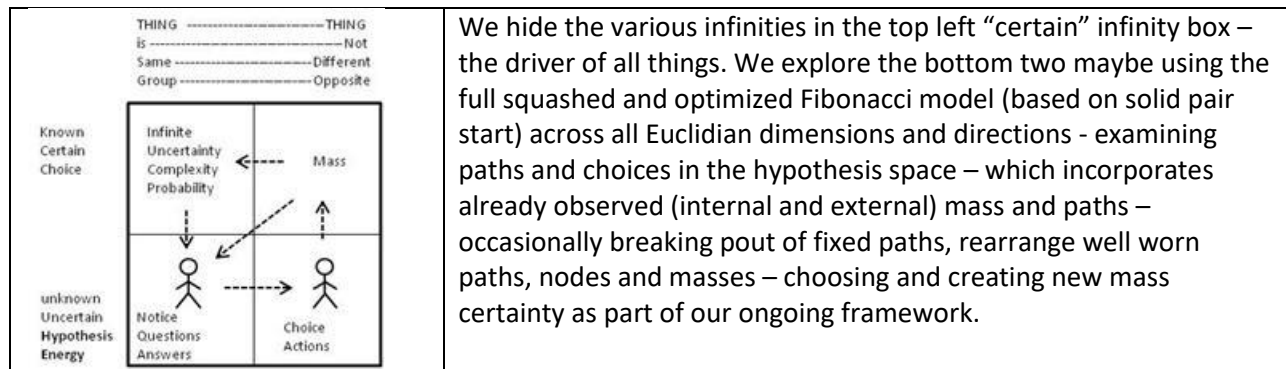 THING -------------------------THING
is ---------------------------------Not
Same --------------------------Different
Group-------------------------Opposite
Known
Certain
Choice
Infinite
Uncertainty
Complexity
Probability
Mass
unknown
Uncertain
Hypothesis
Energy
Notice
Questions
Answers
Choice
Actions
We hide the various infinities in the top left “certain” infinity box –
the driver of all things. We explore the bottom two maybe using the
full squashed and optimized Fibonacci model (based on solid pair
start) across all Euclidian dimensions and directions - examining
paths and choices in the hypothesis space – which incorporates
already observed (internal and external) mass and paths –
occasionally breaking pout of fixed paths, rearrange well worn
paths, nodes and masses – choosing and creating new mass
certainty as part of our ongoing framework.